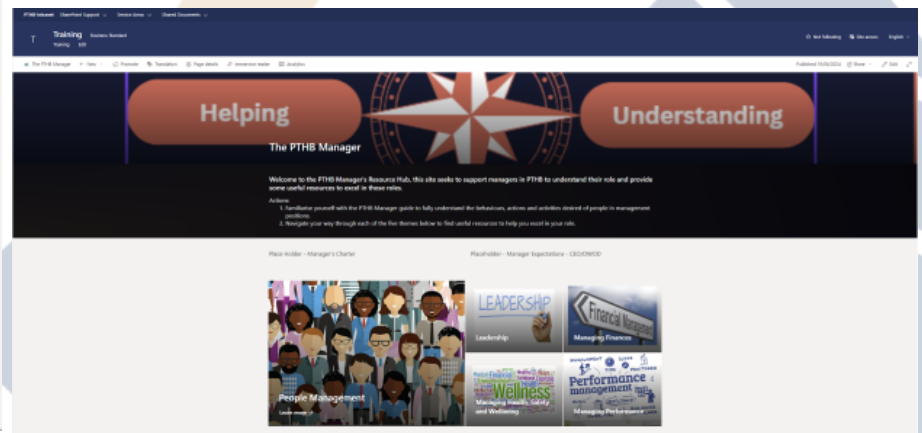 PTHB Intranet SharePoint Support Service Areas Shared Documents
T Training Business Standard
Training Edit
Not following Site access English
The PTHB Manager New Promote Translation Page details Immersive reader Analytics
Share Edit
Helping Understanding
The PTHB Manager
Welcome to the PTHB Manager's Resource Hub, this site seeks to support managers in PTHB to understand their role and provide
some useful resources to excel in these roles.
Actions:
1. Familiarise yourself with the PTHB Manager guide to fully understand the behaviours, actions and activities desired of people in management
positions.
2. Navigate your way through each of the five themes below to find useful resources to help you excel in your role.
Place Holder - Manager's Charter
Placeholder - Manager Expectations - CEO/DWOD
LEADERSHIP
Leadership
Financial Management
Managing Finances
People Management
Learn more
Wellness
Managing Health, Safety
and Wellbeing
Performance
management
Managing Performance